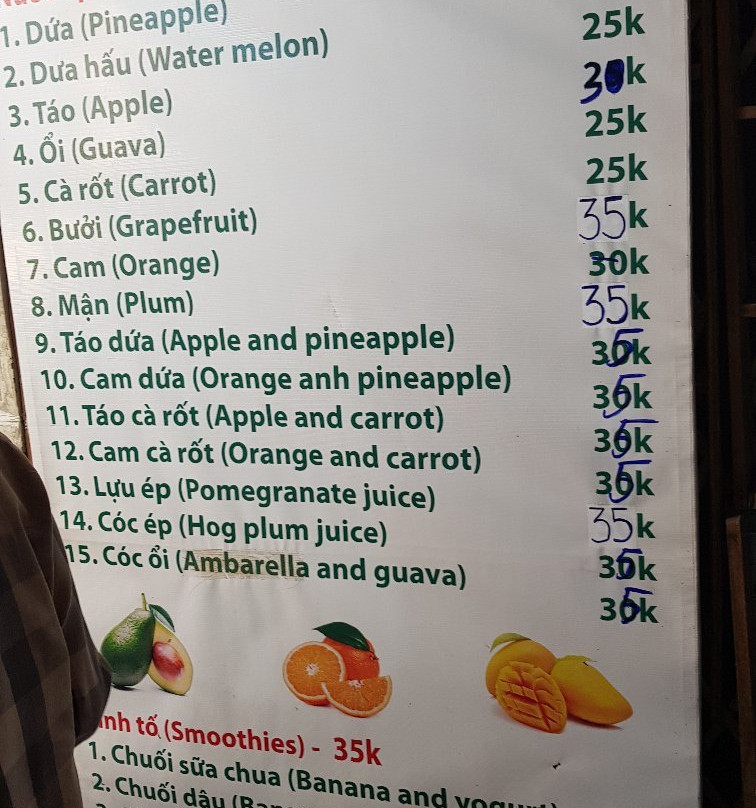 1. Dứa (Pineapple)
2. Dưa hấu (Water melon) 25k
3. Táo (Apple) 30k
4. Ổi (Guava) 25k
5. Cà rốt (Carrot) 25k
6. Bưởi (Grapefruit) 35k
7. Cam (Orange) 30k
8. Mận (Plum) 35k
9. Táo dứa (Apple and pineapple) 35k
10. Cam dứa (Orange anh pineapple) 35k
11. Táo cà rốt (Apple and carrot) 35k
12. Cam cà rốt (Orange and carrot) 35k
13. Lựu ép (Pomegranate juice) 35k
14. Cóc ép (Hog plum juice) 35k
15. Cóc ổi (Ambarella and guava) 35k
inh tố (Smoothies) - 35k
1. Chuối sữa chua (Banana and
2. Chuối dâu